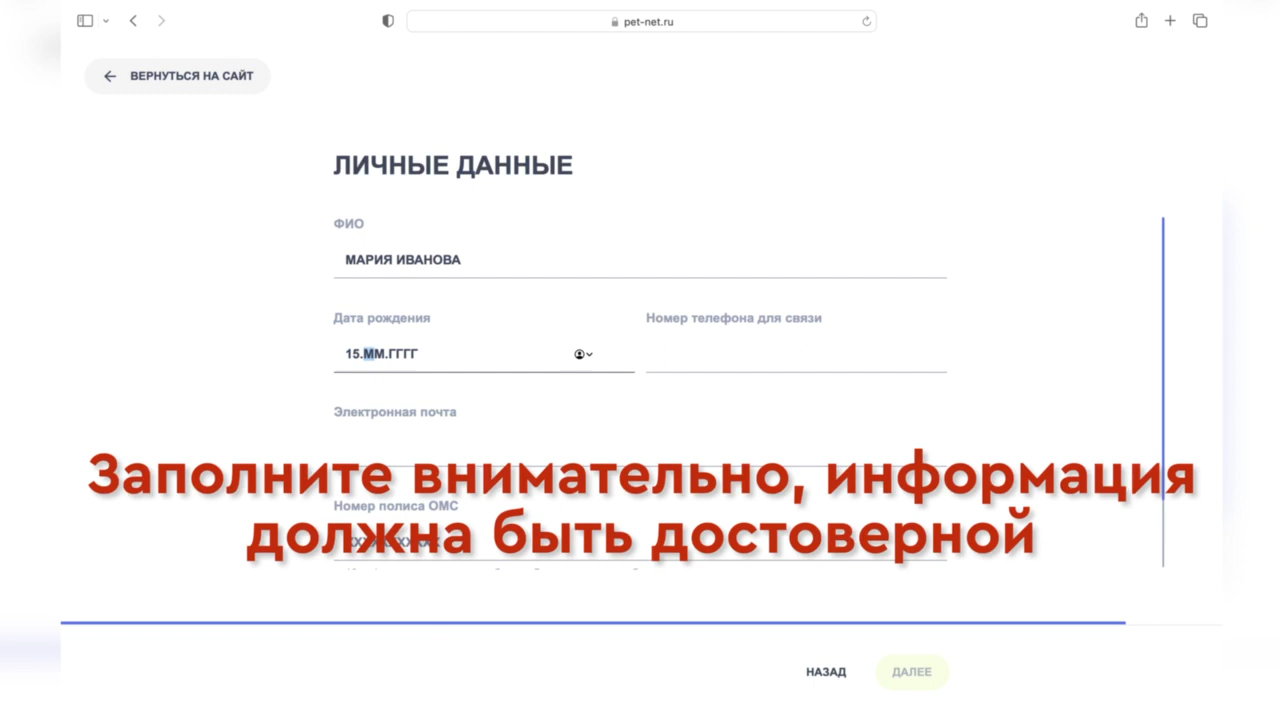 pet-net.ru
ВЕРНУТЬСЯ НА САЙТ
ЛИЧНЫЕ ДАННЫЕ
ФИО
МАРИЯ ИВАНОВА
Дата рождения
Номер телефона для связи
15.ММ.ГГГГ
Электронная почта
Заполните внимательно, информация
Номер полиса ОМС
должна быть достоверной
НАЗАД
ДАЛЕЕ